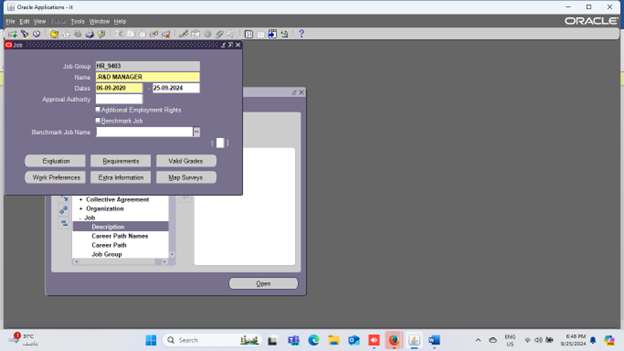 Oracle Applications - it
File Edit View Folder Tools Window Help
ORACLE
Job
Job Group HR_9403
Name .R&D MANAGER
Dates 06-09-2020 - 25-09-2024
Approval Authority
Additional Employment Rights
Benchmark Job
Benchmark Job Name
[ ]
Evaluation Requirements Valid Grades
Work Preferences Extra Information Map Surveys
+ Collective Agreement
+ Organization
- Job
Description
Career Path Names
Career Path
Job Group
Open
31°C
Search
ENG
US
6:48 PM
9/25/2024